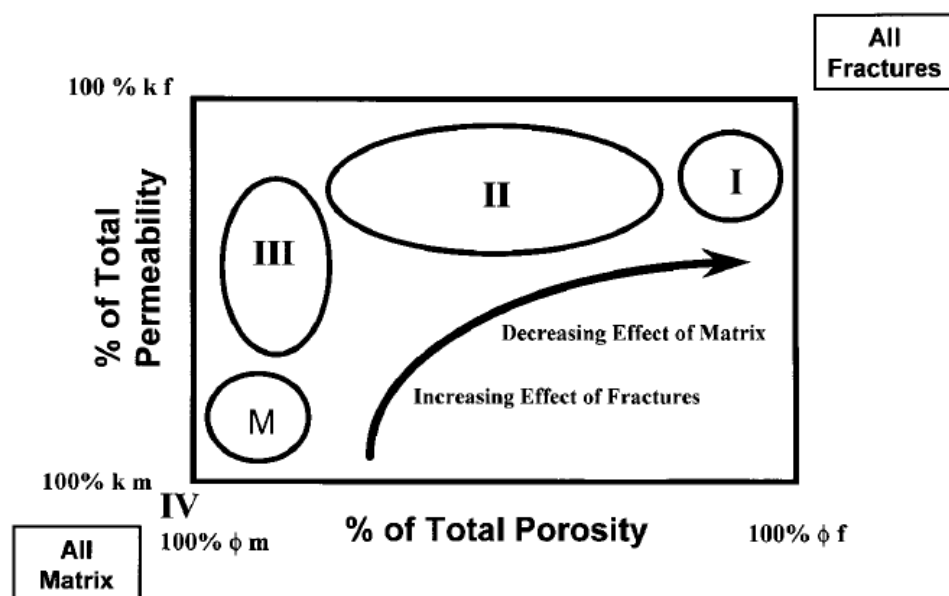 All
Fractures
100 % k f
II
I
III
% of Total
Permeability
Decreasing Effect of Matrix
Increasing Effect of Fractures
M
100% k m
IV
% of Total Porosity
100% ϕ m
100% ϕ f
All
Matrix